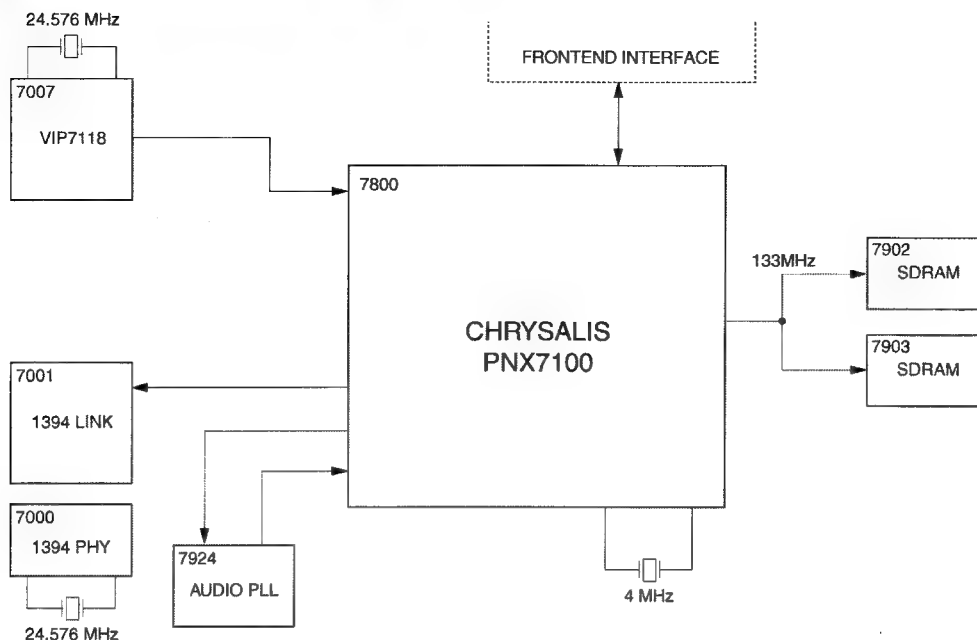 24.576 MHz
7007
VIP7118
FRONTEND INTERFACE
7800
CHRYSALIS
PNX7100
133MHz
7902
SDRAM
7903
SDRAM
7001
1394 LINK
7000
1394 PHY
24.576 MHz
7924
AUDIO PLL
4 MHz